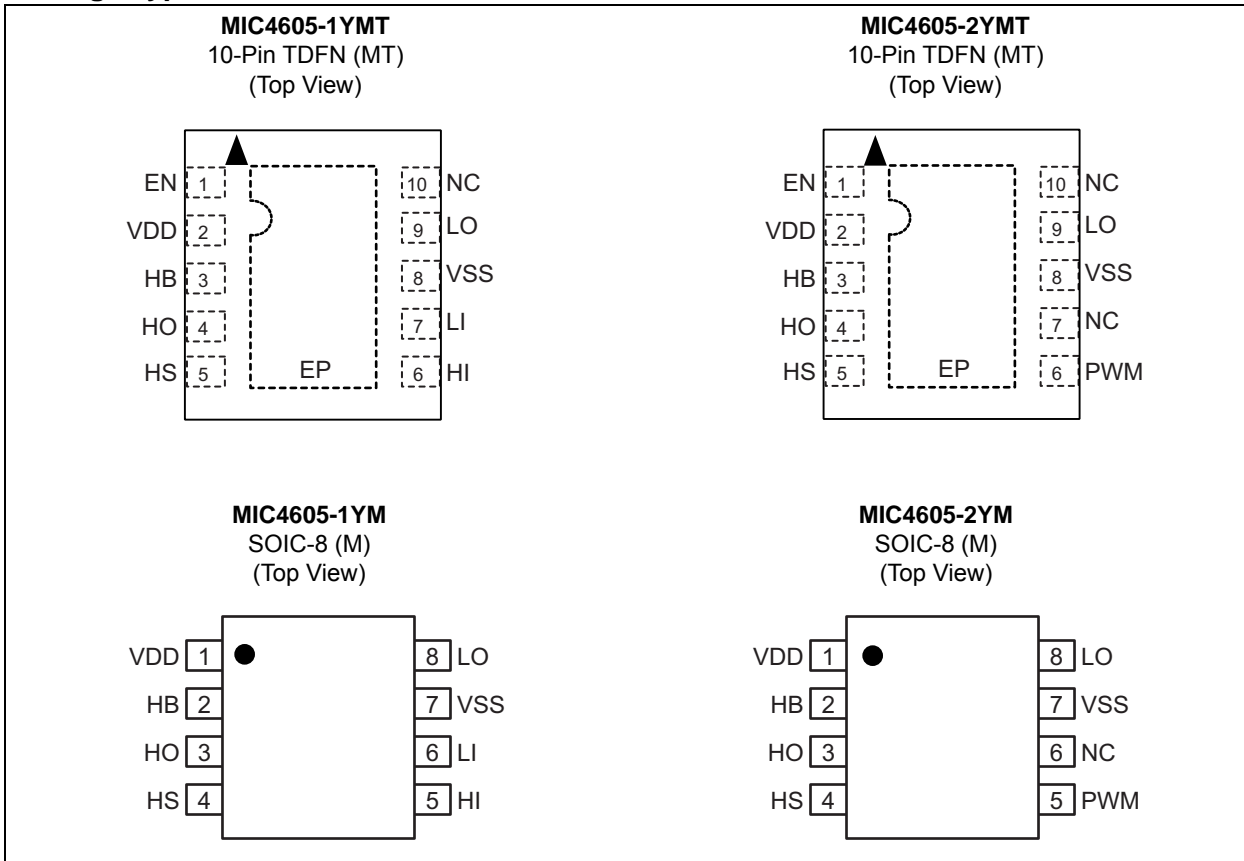 MIC4605-1YMT
10-Pin TDFN (MT)
(Top View)
EN 1 10 NC
VDD 2 9 LO
HB 3 8 VSS
HO 4 7 LI
HS 5 EP 6 HI
MIC4605-2YMT
10-Pin TDFN (MT)
(Top View)
EN 1 10 NC
VDD 2 9 LO
HB 3 8 VSS
HO 4 7 NC
HS 5 EP 6 PWM
MIC4605-1YM
SOIC-8 (M)
(Top View)
VDD 1 8 LO
HB 2 7 VSS
HO 3 6 LI
HS 4 5 HI
MIC4605-2YM
SOIC-8 (M)
(Top View)
VDD 1 8 LO
HB 2 7 VSS
HO 3 6 NC
HS 4 5 PWM